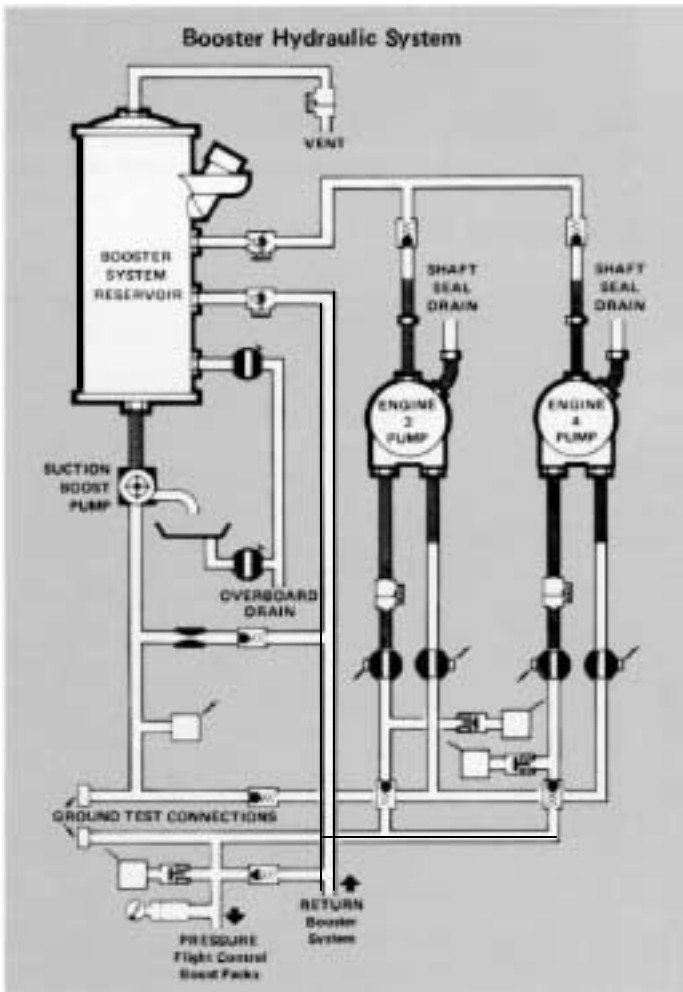 Booster Hydraulic System
VENT
BOOSTER
SYSTEM
RESERVOIR
SHAFT
SEAL
DRAIN
SHAFT
SEAL
DRAIN
ENGINE
3
PUMP
ENGINE
4
PUMP
SUCTION
BOOST
PUMP
OVERBOARD
DRAIN
GROUND TEST CONNECTIONS
RETURN
Booster
System
PRESSURE
Flight Control
Boost Packs